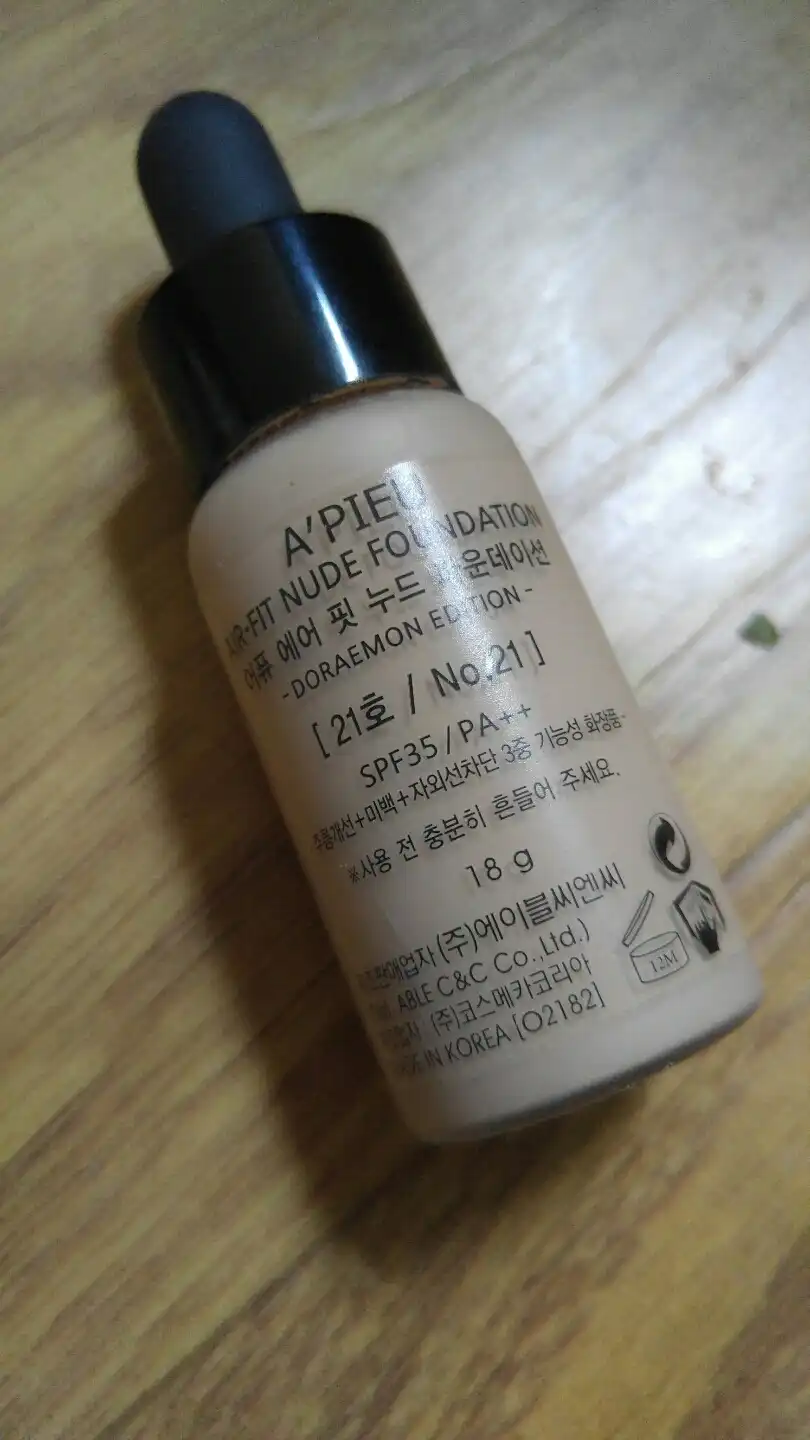 A'PIEU
AIR-FIT NUDE FOUNDATION
어퓨 에어 핏 누드 파운데이션
-DORAEMON EDITION-
[ 21호 / No.21 ]
SPF35 / PA++
주름개선+미백+자외선차단 3중 기능성 화장품-
※사용 전 충분히 흔들어 주세요.
18 g
(주)에이블씨엔씨
ABLE C&C Co.,Ltd.)
(주)코스메카코리아
IN KOREA [O2182]
12M